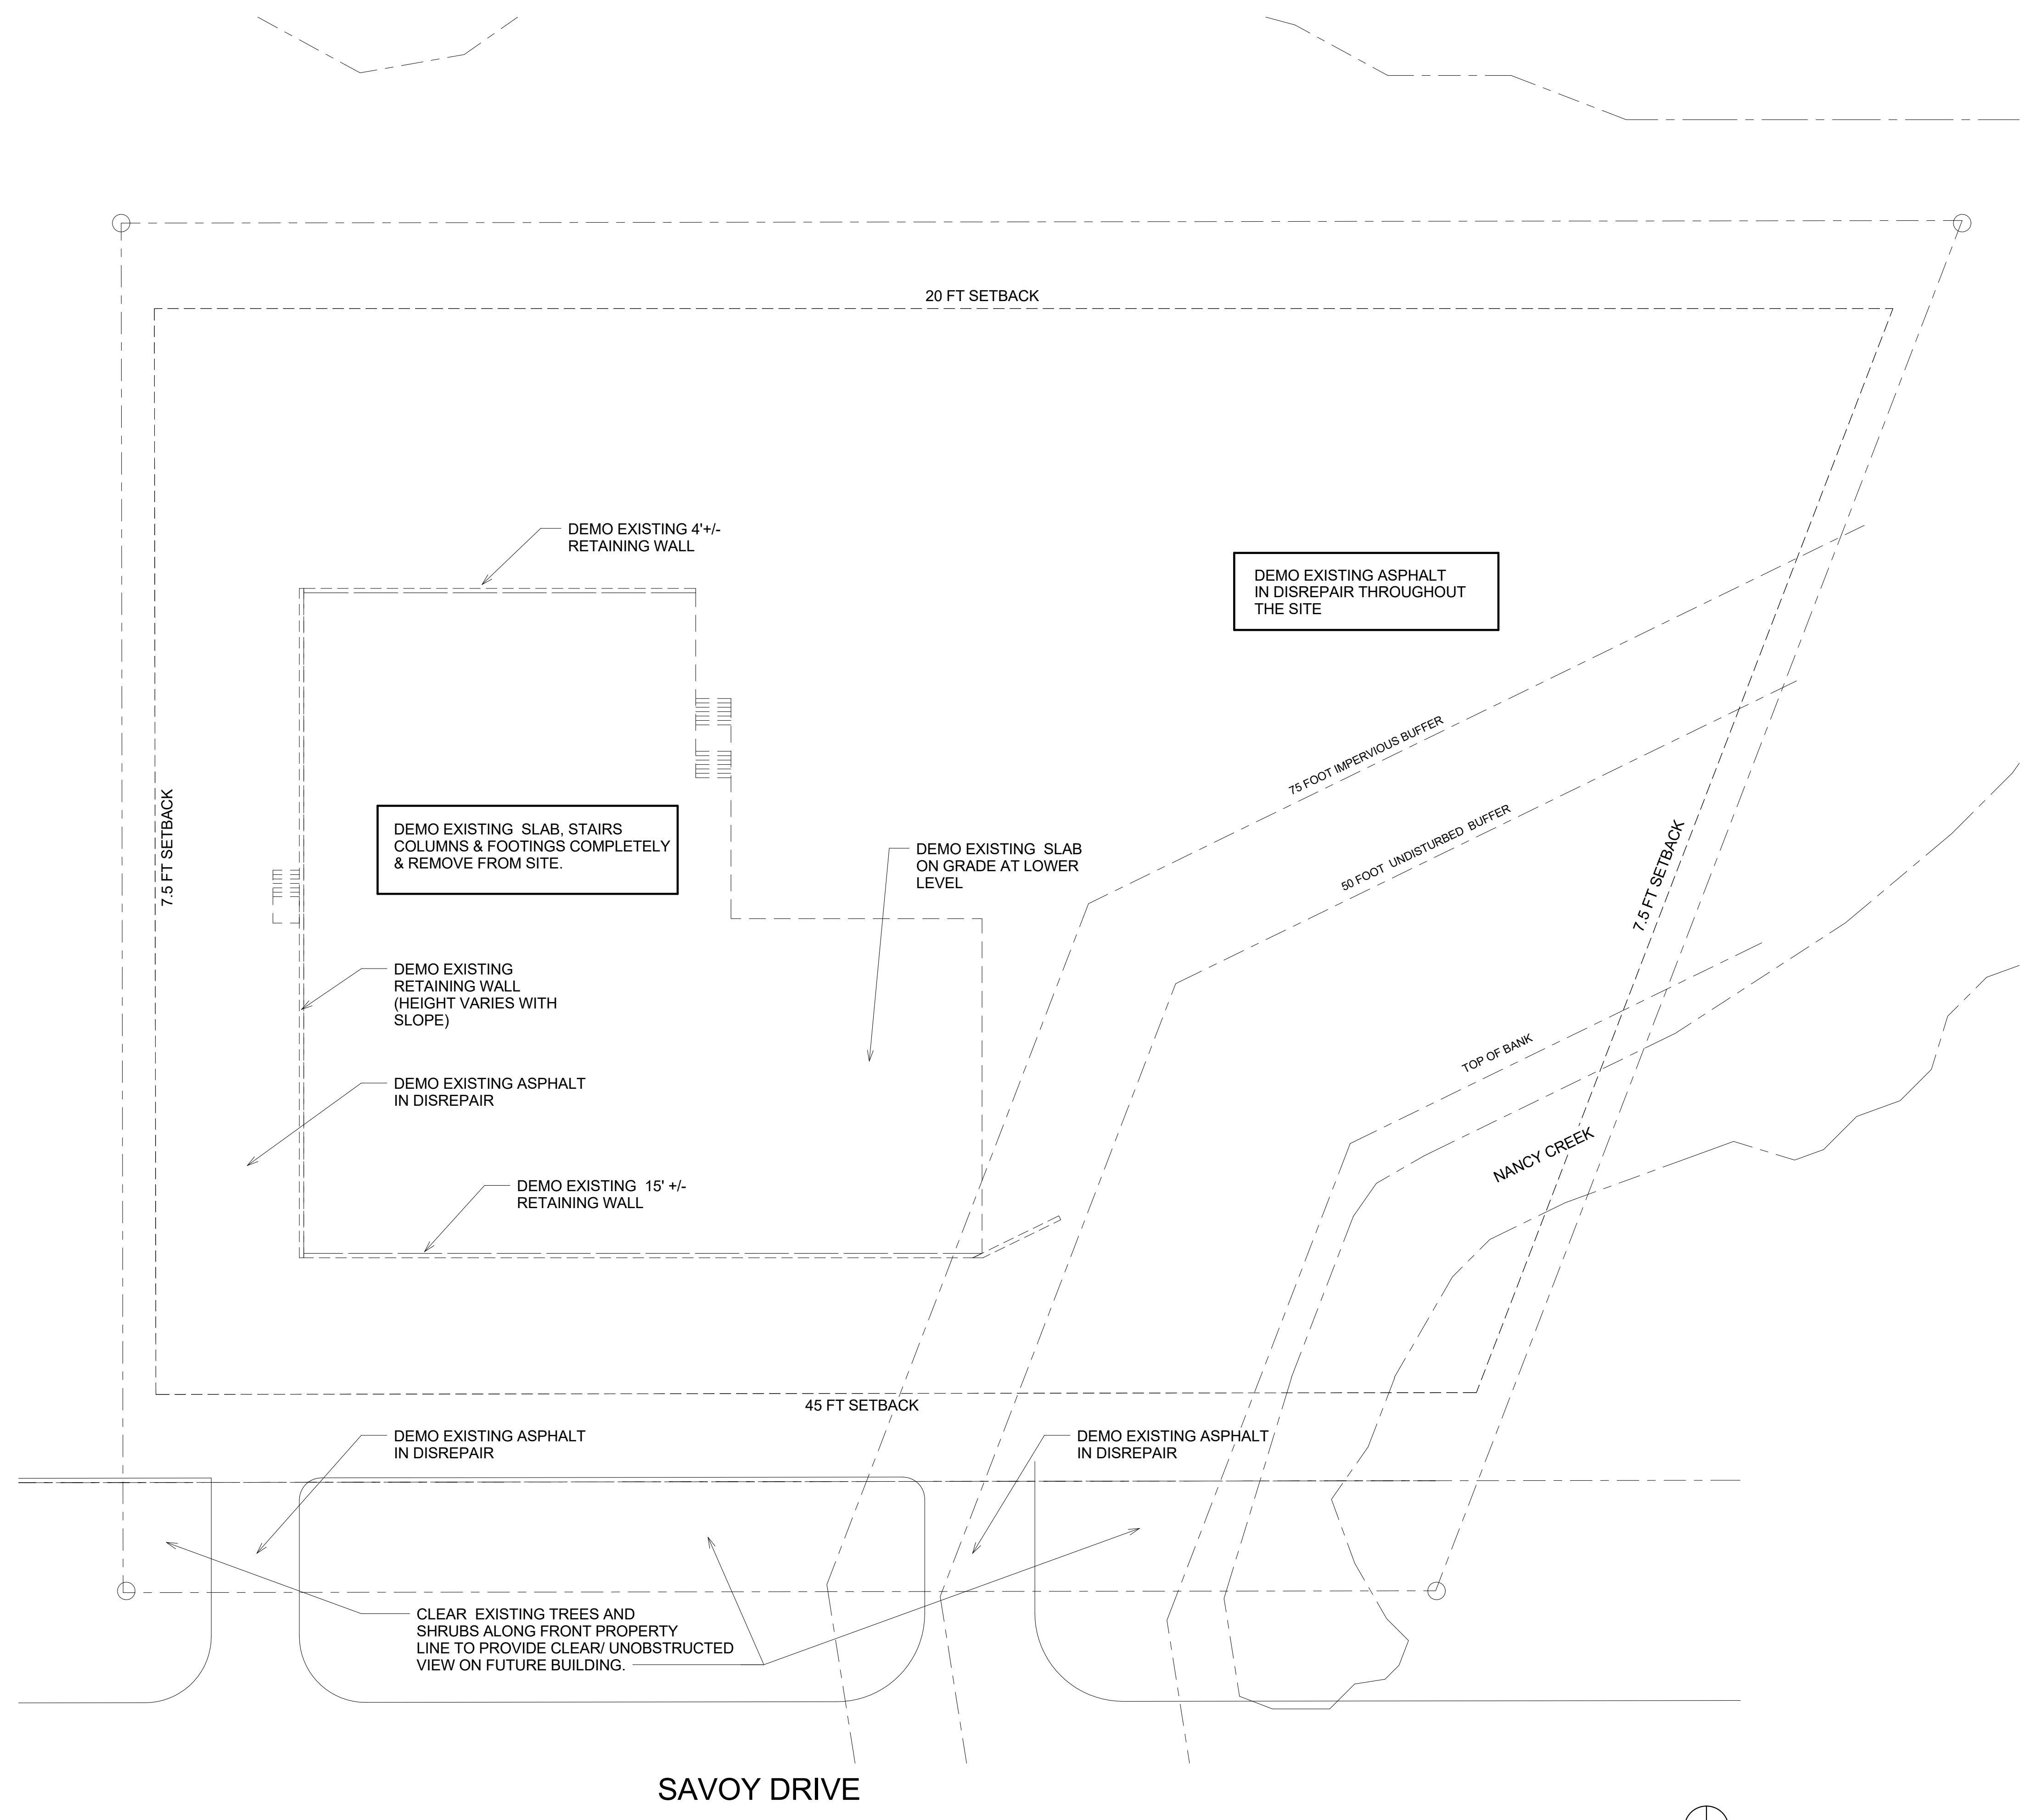 20 FT SETBACK
DEMO EXISTING 4'+/-
RETAINING WALL
DEMO EXISTING ASPHALT
IN DISREPAIR THROUGHOUT
THE SITE
75 FOOT IMPERVIOUS BUFFER
7.5 FT SETBACK
DEMO EXISTING  SLAB, STAIRS
COLUMNS & FOOTINGS COMPLETELY
& REMOVE FROM SITE.
DEMO EXISTING  SLAB
ON GRADE AT LOWER
LEVEL
50 FOOT  UNDISTURBED  BUFFER
7.5 FT SETBACK
DEMO EXISTING
RETAINING WALL
(HEIGHT VARIES WITH
SLOPE)
TOP OF BANK
DEMO EXISTING ASPHALT
IN DISREPAIR
NANCY CREEK
DEMO EXISTING  15' +/-
RETAINING WALL
45 FT SETBACK
DEMO EXISTING ASPHALT
IN DISREPAIR
DEMO EXISTING ASPHALT
IN DISREPAIR
CLEAR  EXISTING TREES AND
SHRUBS ALONG FRONT PROPERTY
LINE TO PROVIDE CLEAR/ UNOBSTRUCTED
VIEW ON FUTURE BUILDING.
SAVOY DRIVE